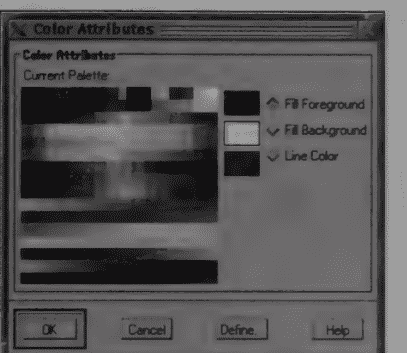 Color Attributes
Color Attributes
Current Palette:
Fill Foreground
Fill Background
Line Color
OK
Cancel
Define.
Help